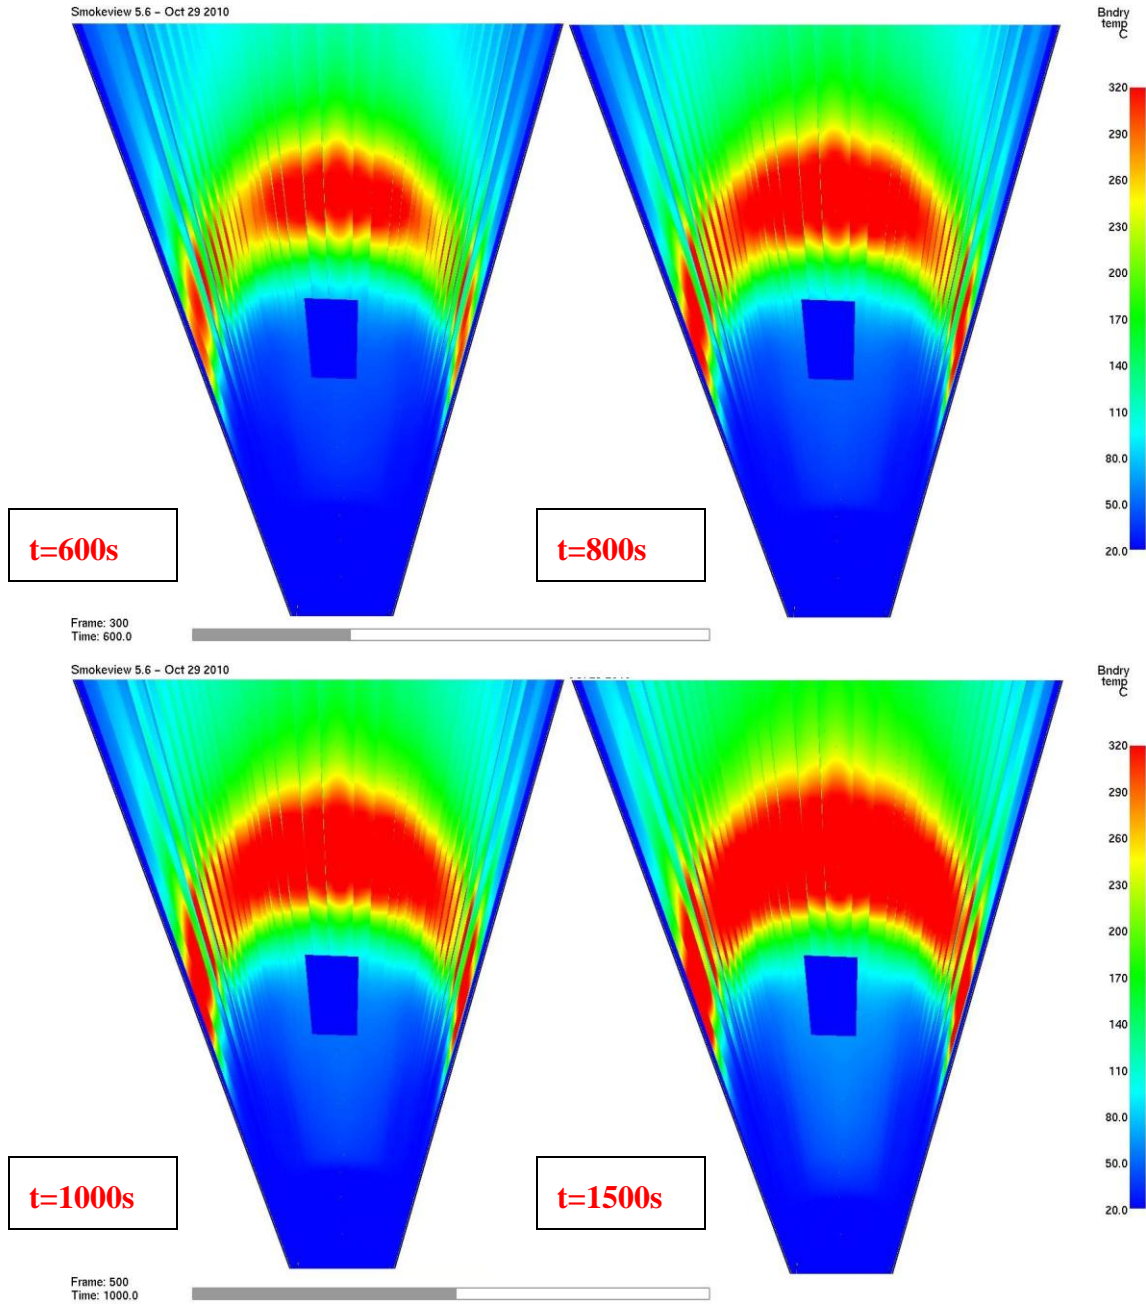 Smokeview 5.6 – Oct 29 2010
Bndry
temp
C
320
290
260
230
200
170
140
110
80.0
50.0
20.0
t=600s
t=800s
Frame: 300
Time: 600.0
Smokeview 5.6 – Oct 29 2010
Bndry
temp
C
320
290
260
230
200
170
140
110
80.0
50.0
20.0
t=1000s
t=1500s
Frame: 500
Time: 1000.0